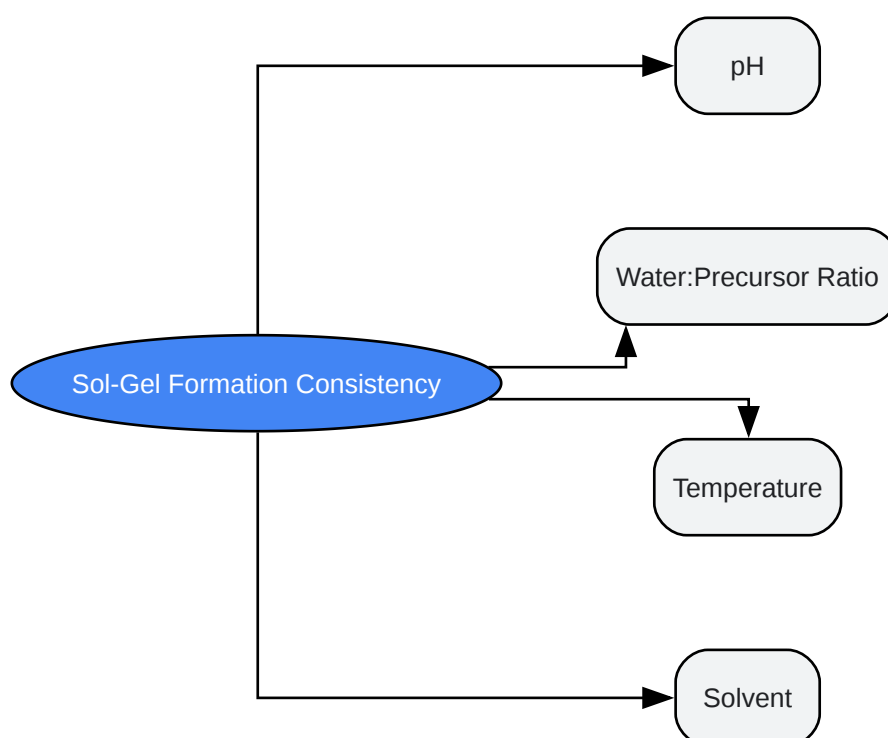 pH
Water:Precursor Ratio
Sol-Gel Formation Consistency
Temperature
Solvent